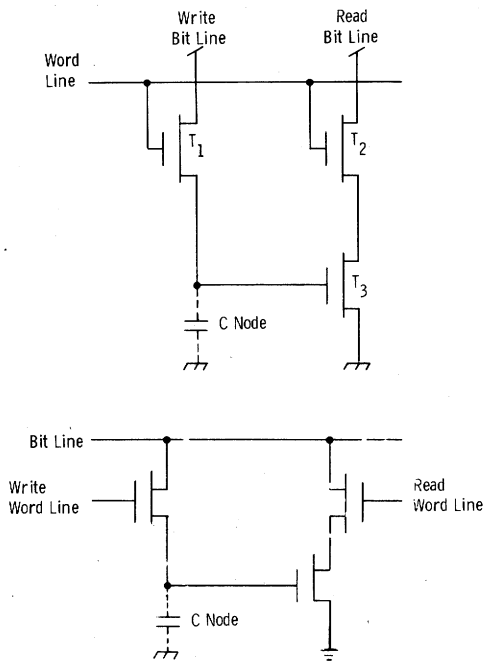 Write
Bit Line
Read
Bit Line
Word
Line
T1
T2
T3
C Node
Bit Line
Write
Word Line
Read
Word Line
C Node